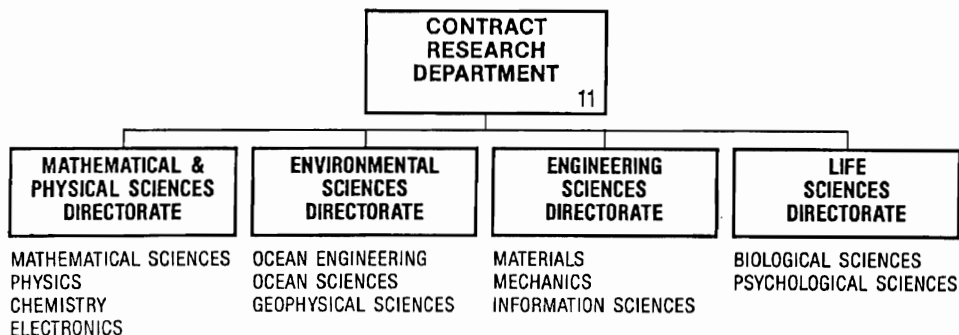 CONTRACT
RESEARCH
DEPARTMENT
11
MATHEMATICAL &
PHYSICAL SCIENCES
DIRECTORATE
MATHEMATICAL SCIENCES
PHYSICS
CHEMISTRY
ELECTRONICS
ENVIRONMENTAL
SCIENCES
DIRECTORATE
OCEAN ENGINEERING
OCEAN SCIENCES
GEOPHYSICAL SCIENCES
ENGINEERING
SCIENCES
DIRECTORATE
MATERIALS
MECHANICS
INFORMATION SCIENCES
LIFE
SCIENCES
DIRECTORATE
BIOLOGICAL SCIENCES
PSYCHOLOGICAL SCIENCES